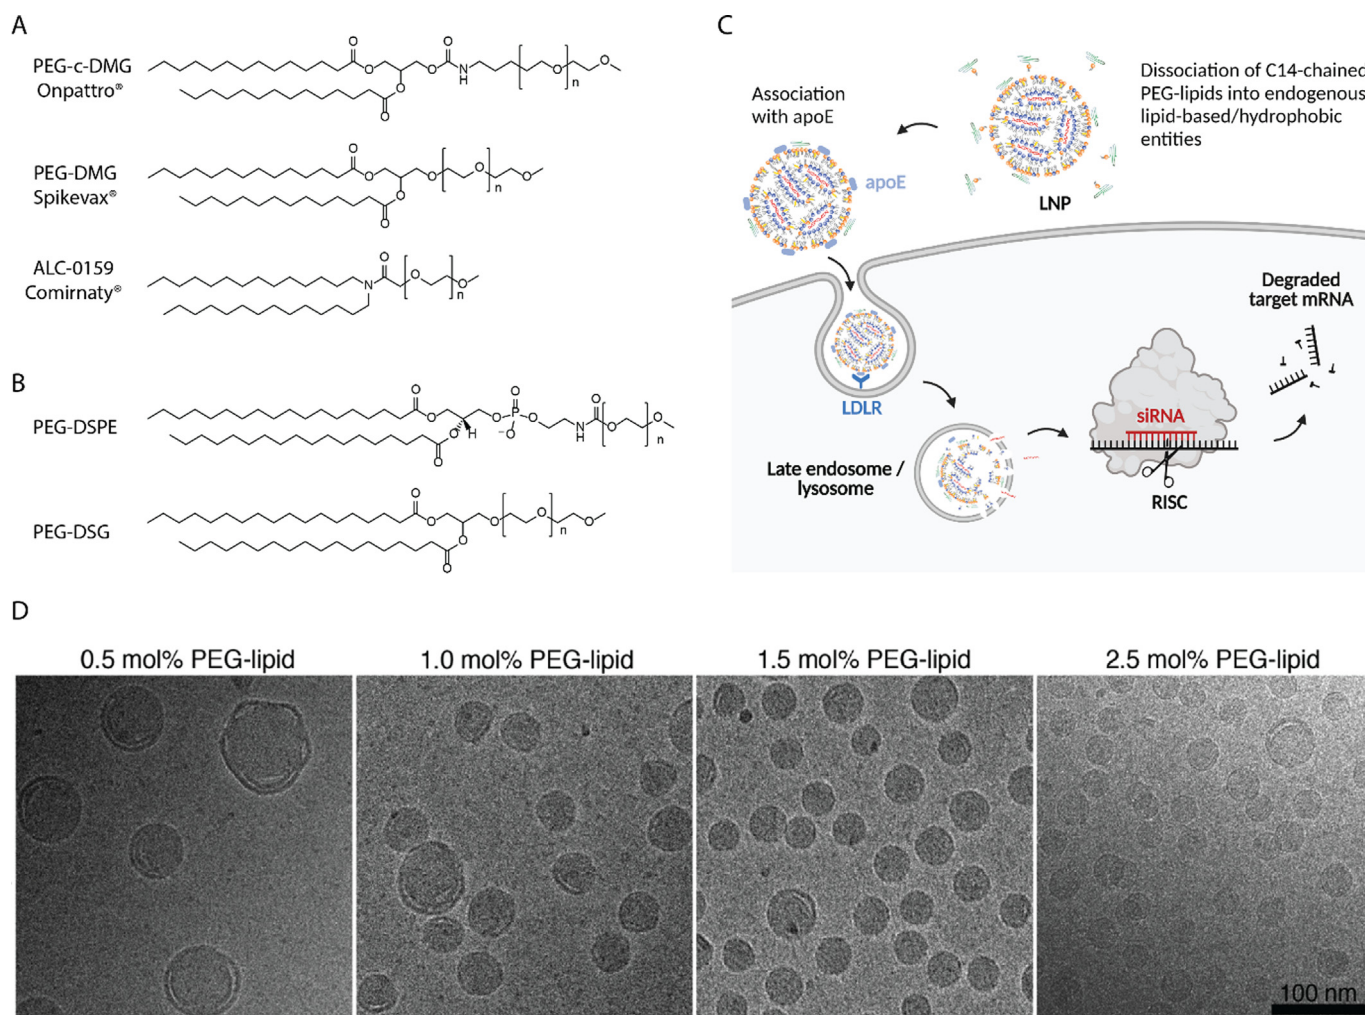 A
PEG-c-DMG
Onpattro®
O
O
O
O
N
H
O
O
n
O
O
PEG-DMG
Spikevax®
O
O
O
O
O
n
O
O
ALC-0159
Comirnaty®
O
N
O
O
n
B
PEG-DSPE
O
O
O
P
O
O
−O
H
N
H
O
O
O
n
O
O
PEG-DSG
O
O
O
O
O
n
O
O
C
Association
with apoE
apoE
LNP
Dissociation of C14-chained
PEG-lipids into endogenous
lipid-based/hydrophobic
entities
LDLR
Late endosome /
lysosome
siRNA
RISC
Degraded
target mRNA
D
0.5 mol% PEG-lipid
1.0 mol% PEG-lipid
1.5 mol% PEG-lipid
2.5 mol% PEG-lipid
100 nm